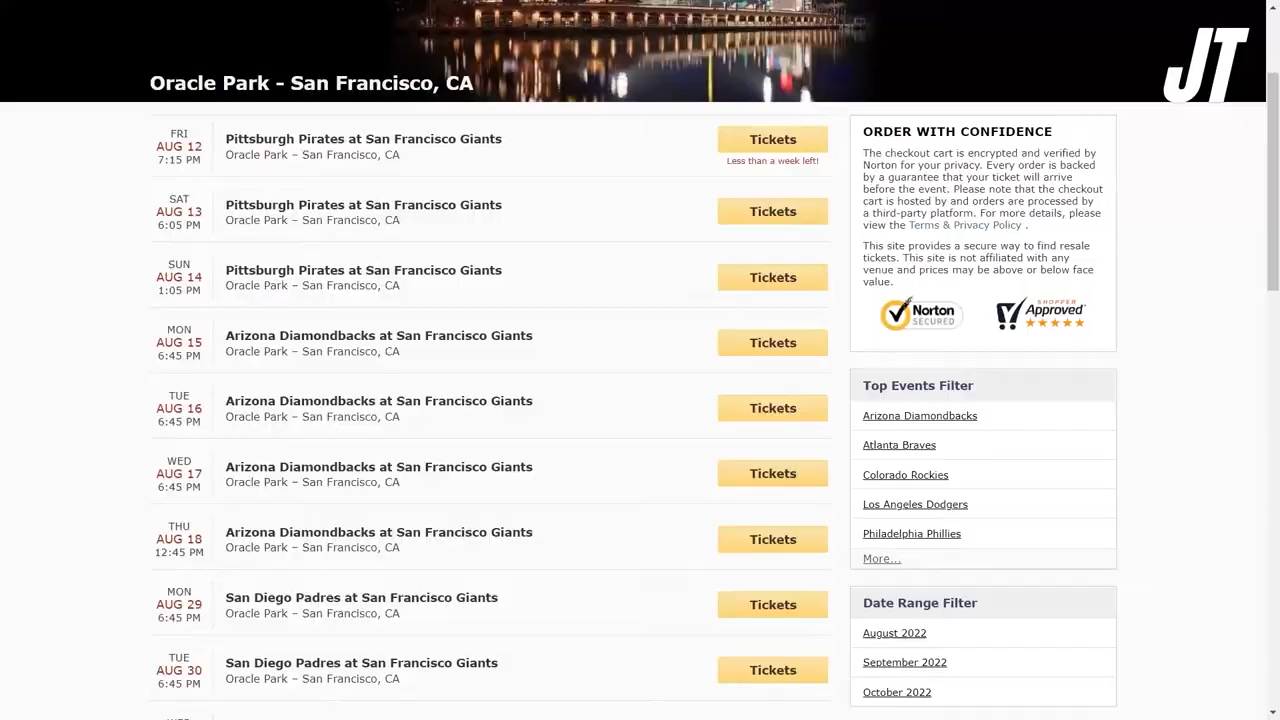 JT
Oracle Park - San Francisco, CA
FRI
AUG 12
7:15 PM
Pittsburgh Pirates at San Francisco Giants
Oracle Park – San Francisco, CA
Tickets
Less than a week left!
SAT
AUG 13
6:05 PM
Pittsburgh Pirates at San Francisco Giants
Oracle Park – San Francisco, CA
Tickets
SUN
AUG 14
1:05 PM
Pittsburgh Pirates at San Francisco Giants
Oracle Park – San Francisco, CA
Tickets
MON
AUG 15
6:45 PM
Arizona Diamondbacks at San Francisco Giants
Oracle Park – San Francisco, CA
Tickets
TUE
AUG 16
6:45 PM
Arizona Diamondbacks at San Francisco Giants
Oracle Park – San Francisco, CA
Tickets
WED
AUG 17
6:45 PM
Arizona Diamondbacks at San Francisco Giants
Oracle Park – San Francisco, CA
Tickets
THU
AUG 18
12:45 PM
Arizona Diamondbacks at San Francisco Giants
Oracle Park – San Francisco, CA
Tickets
MON
AUG 29
6:45 PM
San Diego Padres at San Francisco Giants
Oracle Park – San Francisco, CA
Tickets
TUE
AUG 30
6:45 PM
San Diego Padres at San Francisco Giants
Oracle Park – San Francisco, CA
Tickets
ORDER WITH CONFIDENCE
The checkout cart is encrypted and verified by
Norton for your privacy. Every order is backed
by a guarantee that your ticket will arrive
before the event. Please note that the checkout
cart is hosted by and orders are processed by
a third-party platform. For more details, please
view the Terms & Privacy Policy .
This site provides a secure way to find resale
tickets. This site is not affiliated with any
venue and prices may be above or below face
value.
Norton
SECURED
SHOPPER
Approved
Top Events Filter
Arizona Diamondbacks
Atlanta Braves
Colorado Rockies
Los Angeles Dodgers
Philadelphia Phillies
More...
Date Range Filter
August 2022
September 2022
October 2022